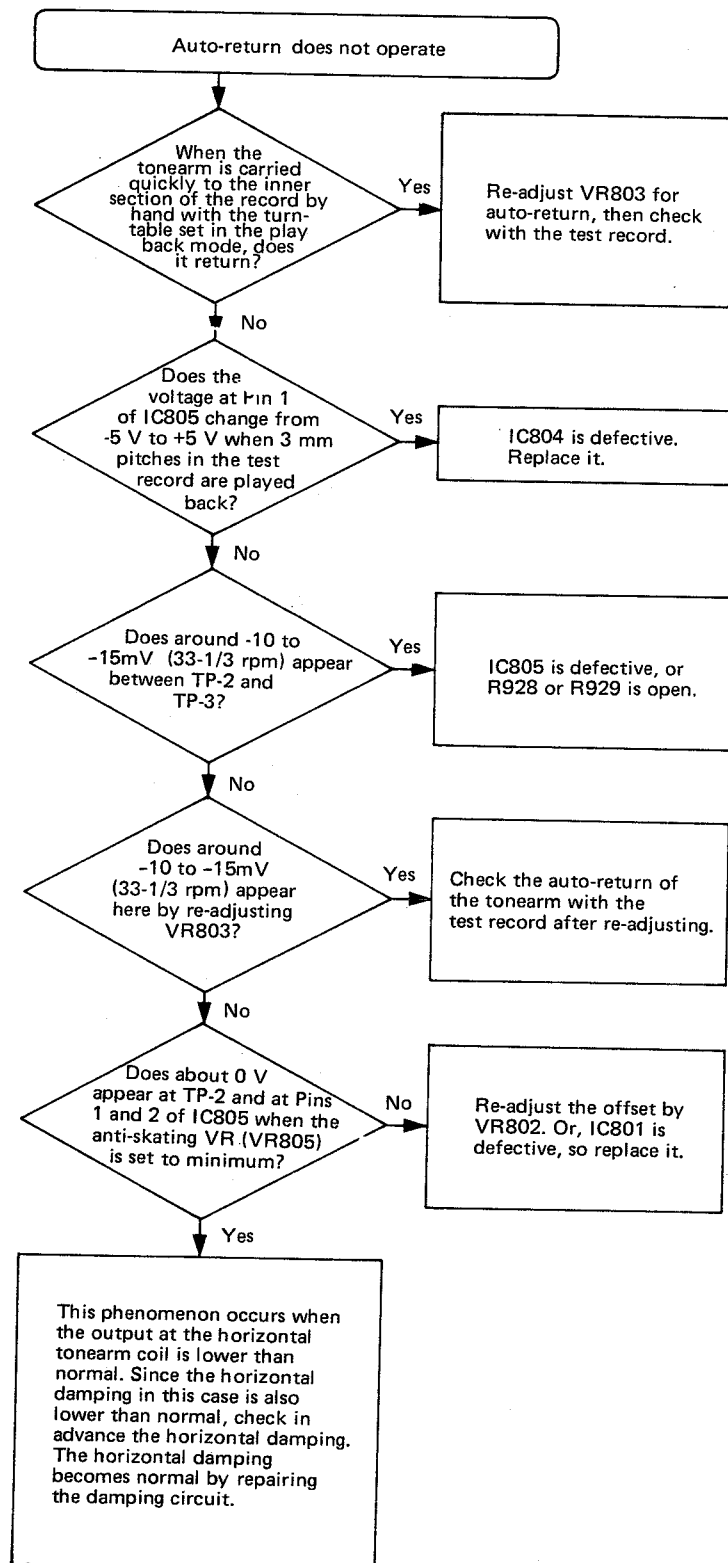 Auto-return does not operate
When the
tonearm is carried
quickly to the inner
section of the record by
hand with the turn-
table set in the play
back mode, does
it return?
Yes
Re-adjust VR803 for
auto-return, then check
with the test record.
No
Does the
voltage at Pin 1
of IC805 change from
-5 V to +5 V when 3 mm
pitches in the test
record are played
back?
Yes
IC804 is defective.
Replace it.
No
Does around -10 to
-15mV (33-1/3 rpm) appear
between TP-2 and
TP-3?
Yes
IC805 is defective, or
R928 or R929 is open.
No
Does around
-10 to -15mV
(33-1/3 rpm) appear
here by re-adjusting
VR803?
Yes
Check the auto-return of
the tonearm with the
test record after re-adjusting.
No
Does about 0 V
appear at TP-2 and at Pins
1 and 2 of IC805 when the
anti-skating VR (VR805)
is set to minimum?
No
Re-adjust the offset by
VR802. Or, IC801 is
defective, so replace it.
Yes
This phenomenon occurs when
the output at the horizontal
tonearm coil is lower than
normal. Since the horizontal
damping in this case is also
lower than normal, check in
advance the horizontal damping.
The horizontal damping
becomes normal by repairing
the damping circuit.